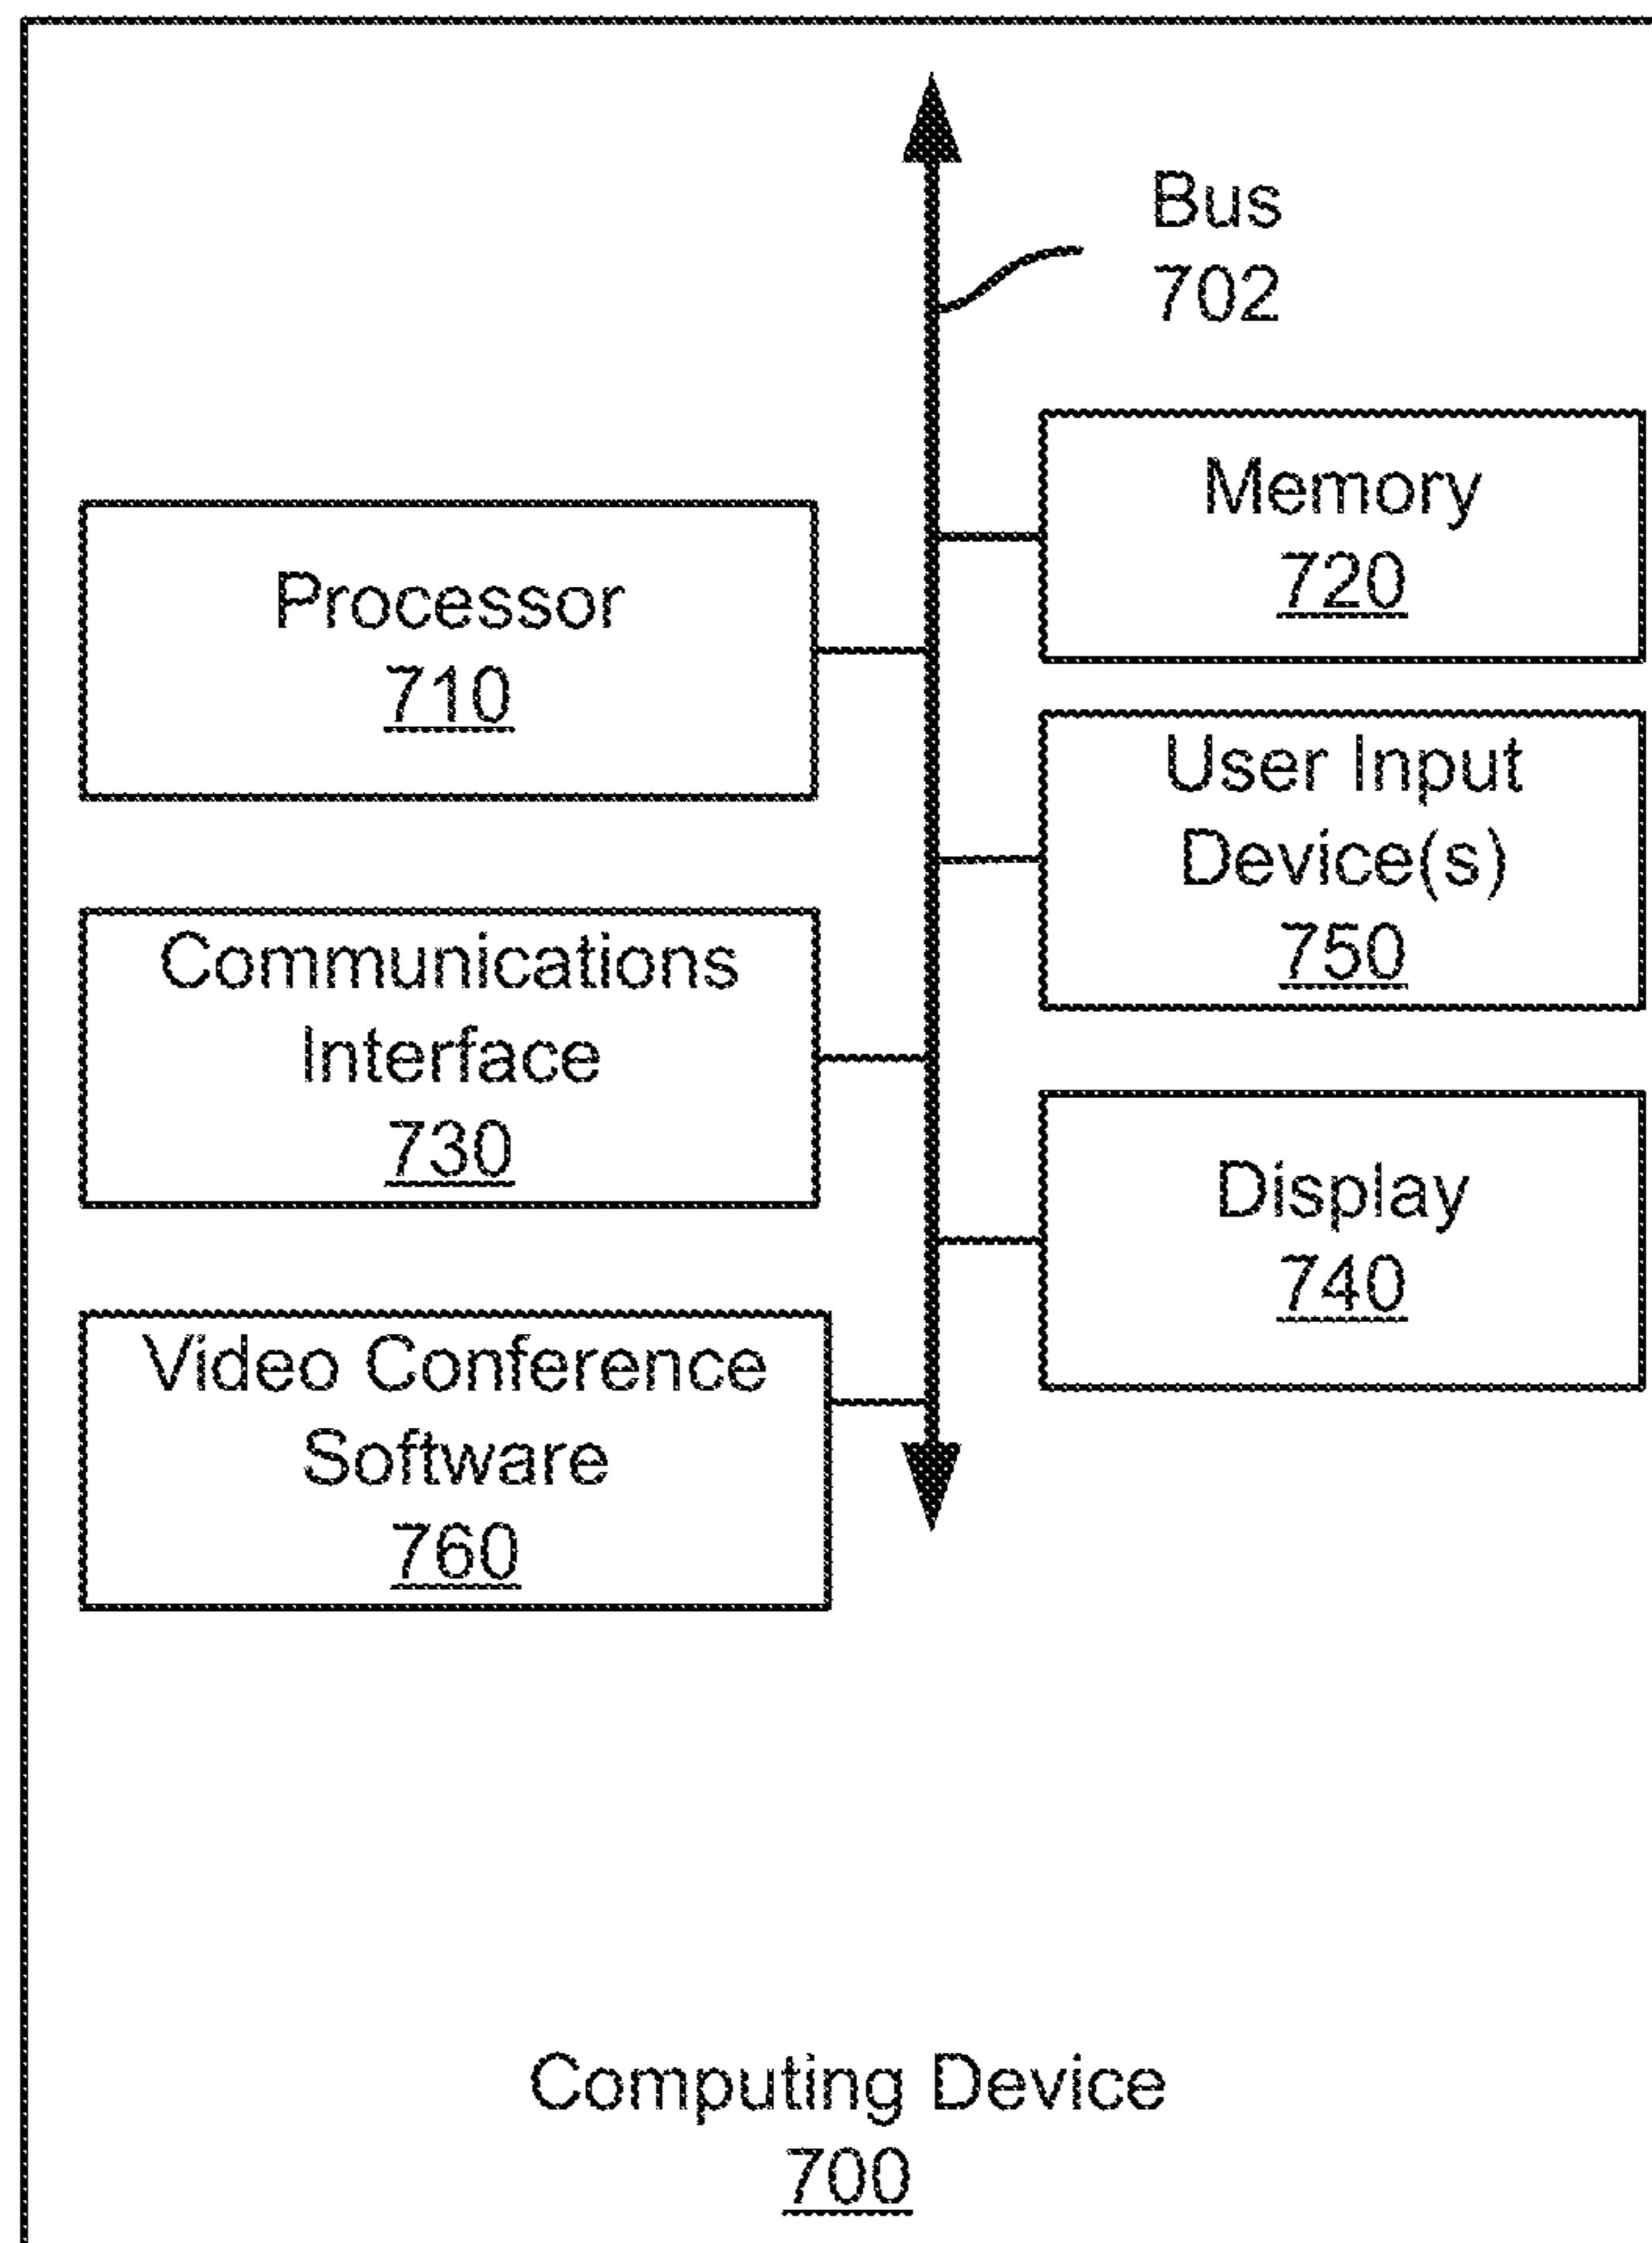 Bus
702
Memory
720
Processor
710
User Input
Device(s)
750
Communications
Interface
730
Display
740
Video Conference
Software
760
Computing Device
700